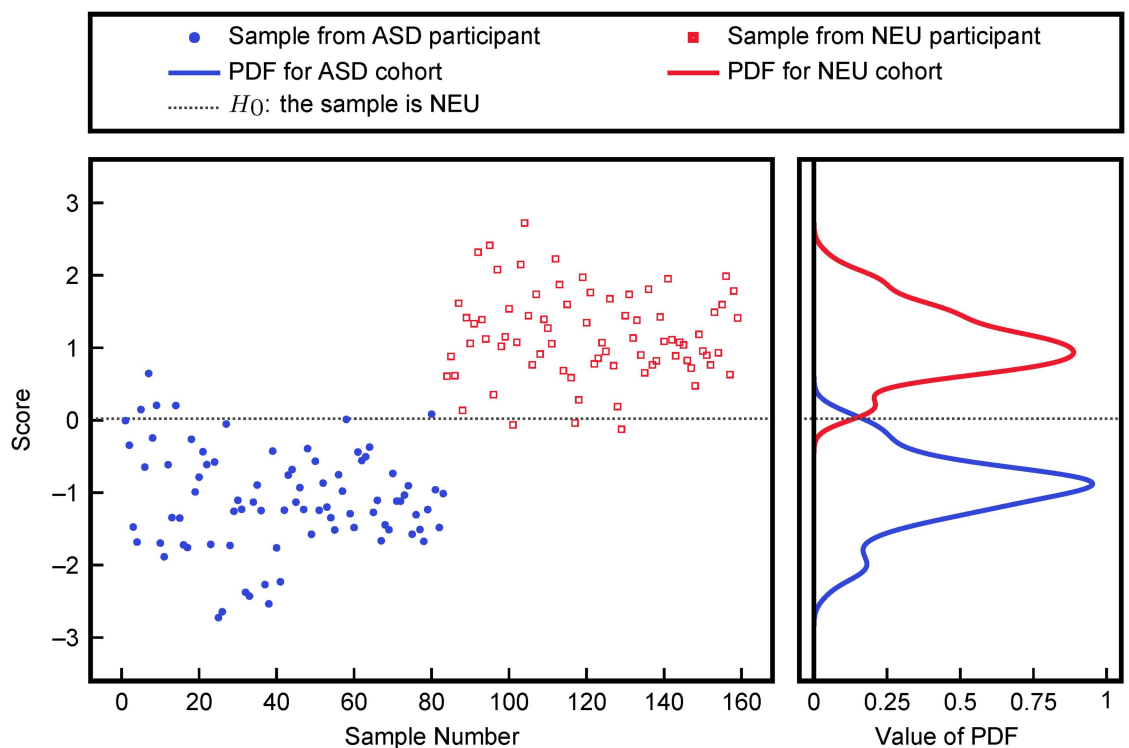 Sample from ASD participant
Sample from NEU participant
PDF for ASD cohort
PDF for NEU cohort
H0: the sample is NEU
3
2
1
0
−1
−2
−3
Score
0 20 40 60 80 100 120 140 160
Sample Number
0 0.25 0.5 0.75 1
Value of PDF